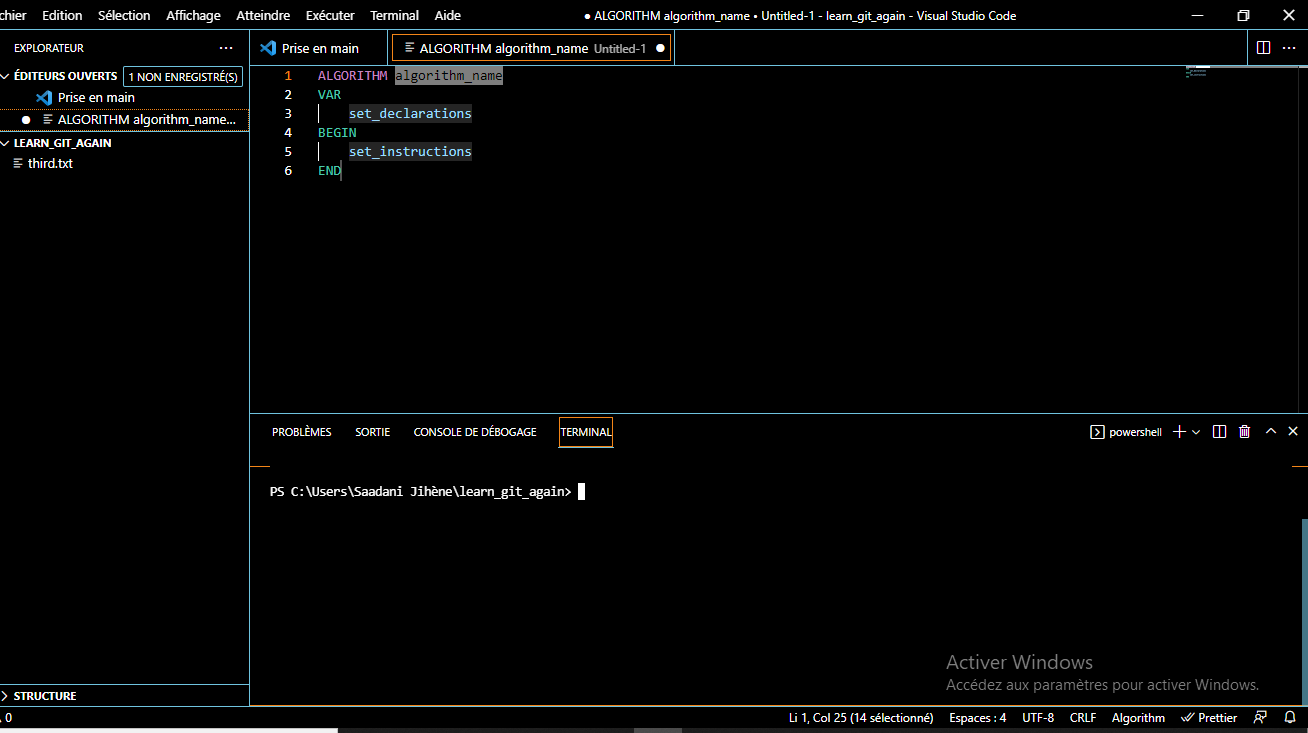 chier Edition Sélection Affichage Atteindre Exécuter Terminal Aide
● ALGORITHM algorithm_name • Untitled-1 - learn_git_again - Visual Studio Code
EXPLORATEUR
ÉDITEURS OUVERTS 1 NON ENREGISTRÉ(S)
Prise en main
ALGORITHM algorithm_name...
LEARN_GIT_AGAIN
third.txt
STRUCTURE
Prise en main
ALGORITHM algorithm_name Untitled-1
1 ALGORITHM algorithm_name
2 VAR
3 set_declarations
4 BEGIN
5 set_instructions
6 END
PROBLÈMES SORTIE CONSOLE DE DÉBOGAGE TERMINAL
powershell
PS C:\Users\Saadani Jihène\learn_git_again>
Activer Windows
Accédez aux paramètres pour activer Windows.
0
Li 1, Col 25 (14 sélectionné) Espaces : 4 UTF-8 CRLF Algorithm Prettier